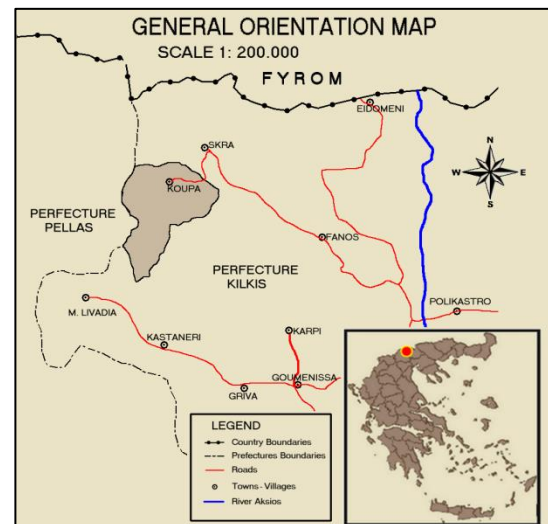 GENERAL ORIENTATION MAP
SCALE 1: 200.000
FYROM
EIDOMENI
SKRA
N
W E
S
KOUPA
PERFECTURE
PELLAS
FANOS
PERFECTURE
KILKIS
M. LIVADIA
POLIKASTRO
KASTANERI
KARPI
GOUMENISSA
GRIVA
LEGEND
Country Boundaries
Prefectures Boundaries
Roads
Towns-Villages
River Aksios